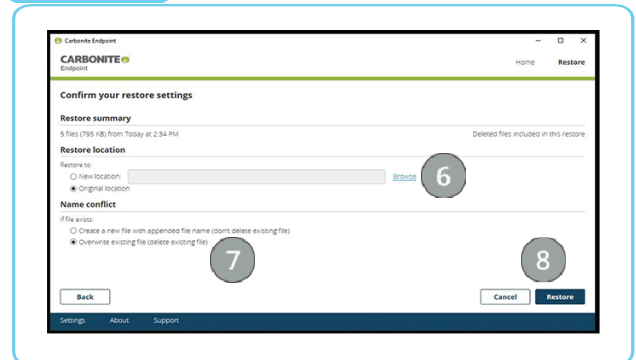 Carbonite Endpoint
CARBONITE
Endpoint
Home Restore
Confirm your restore settings
Restore summary
5 files (795 KB) from Today at 2:34 PM Deleted files included in this restore
Restore location
Restore to:
New location: Browse 6
Original location
Name conflict
If file exists:
Create a new file with appended file name (don't delete existing file)
Overwrite existing file (delete existing file)
7 8
Back Cancel Restore
Settings About Support